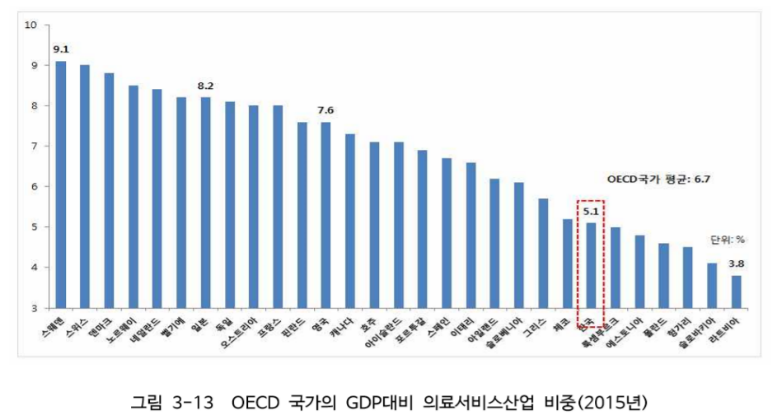 10
9
8
7
6
5
4
3
9.1
8.2
7.6
OECD국가 평균: 6.7
5.1
단위: %
3.8
스웨덴
스위스
덴마크
노르웨이
네덜란드
벨기에
일본
독일
오스트리아
프랑스
핀란드
영국
캐나다
호주
아이슬란드
포르투갈
스페인
이태리
아일랜드
슬로베니아
그리스
체코
한국
룩셈부르크
에스토니아
폴란드
헝가리
슬로바키아
라트비아
그림 3-13 OECD 국가의 GDP대비 의료서비스산업 비중(2015년)